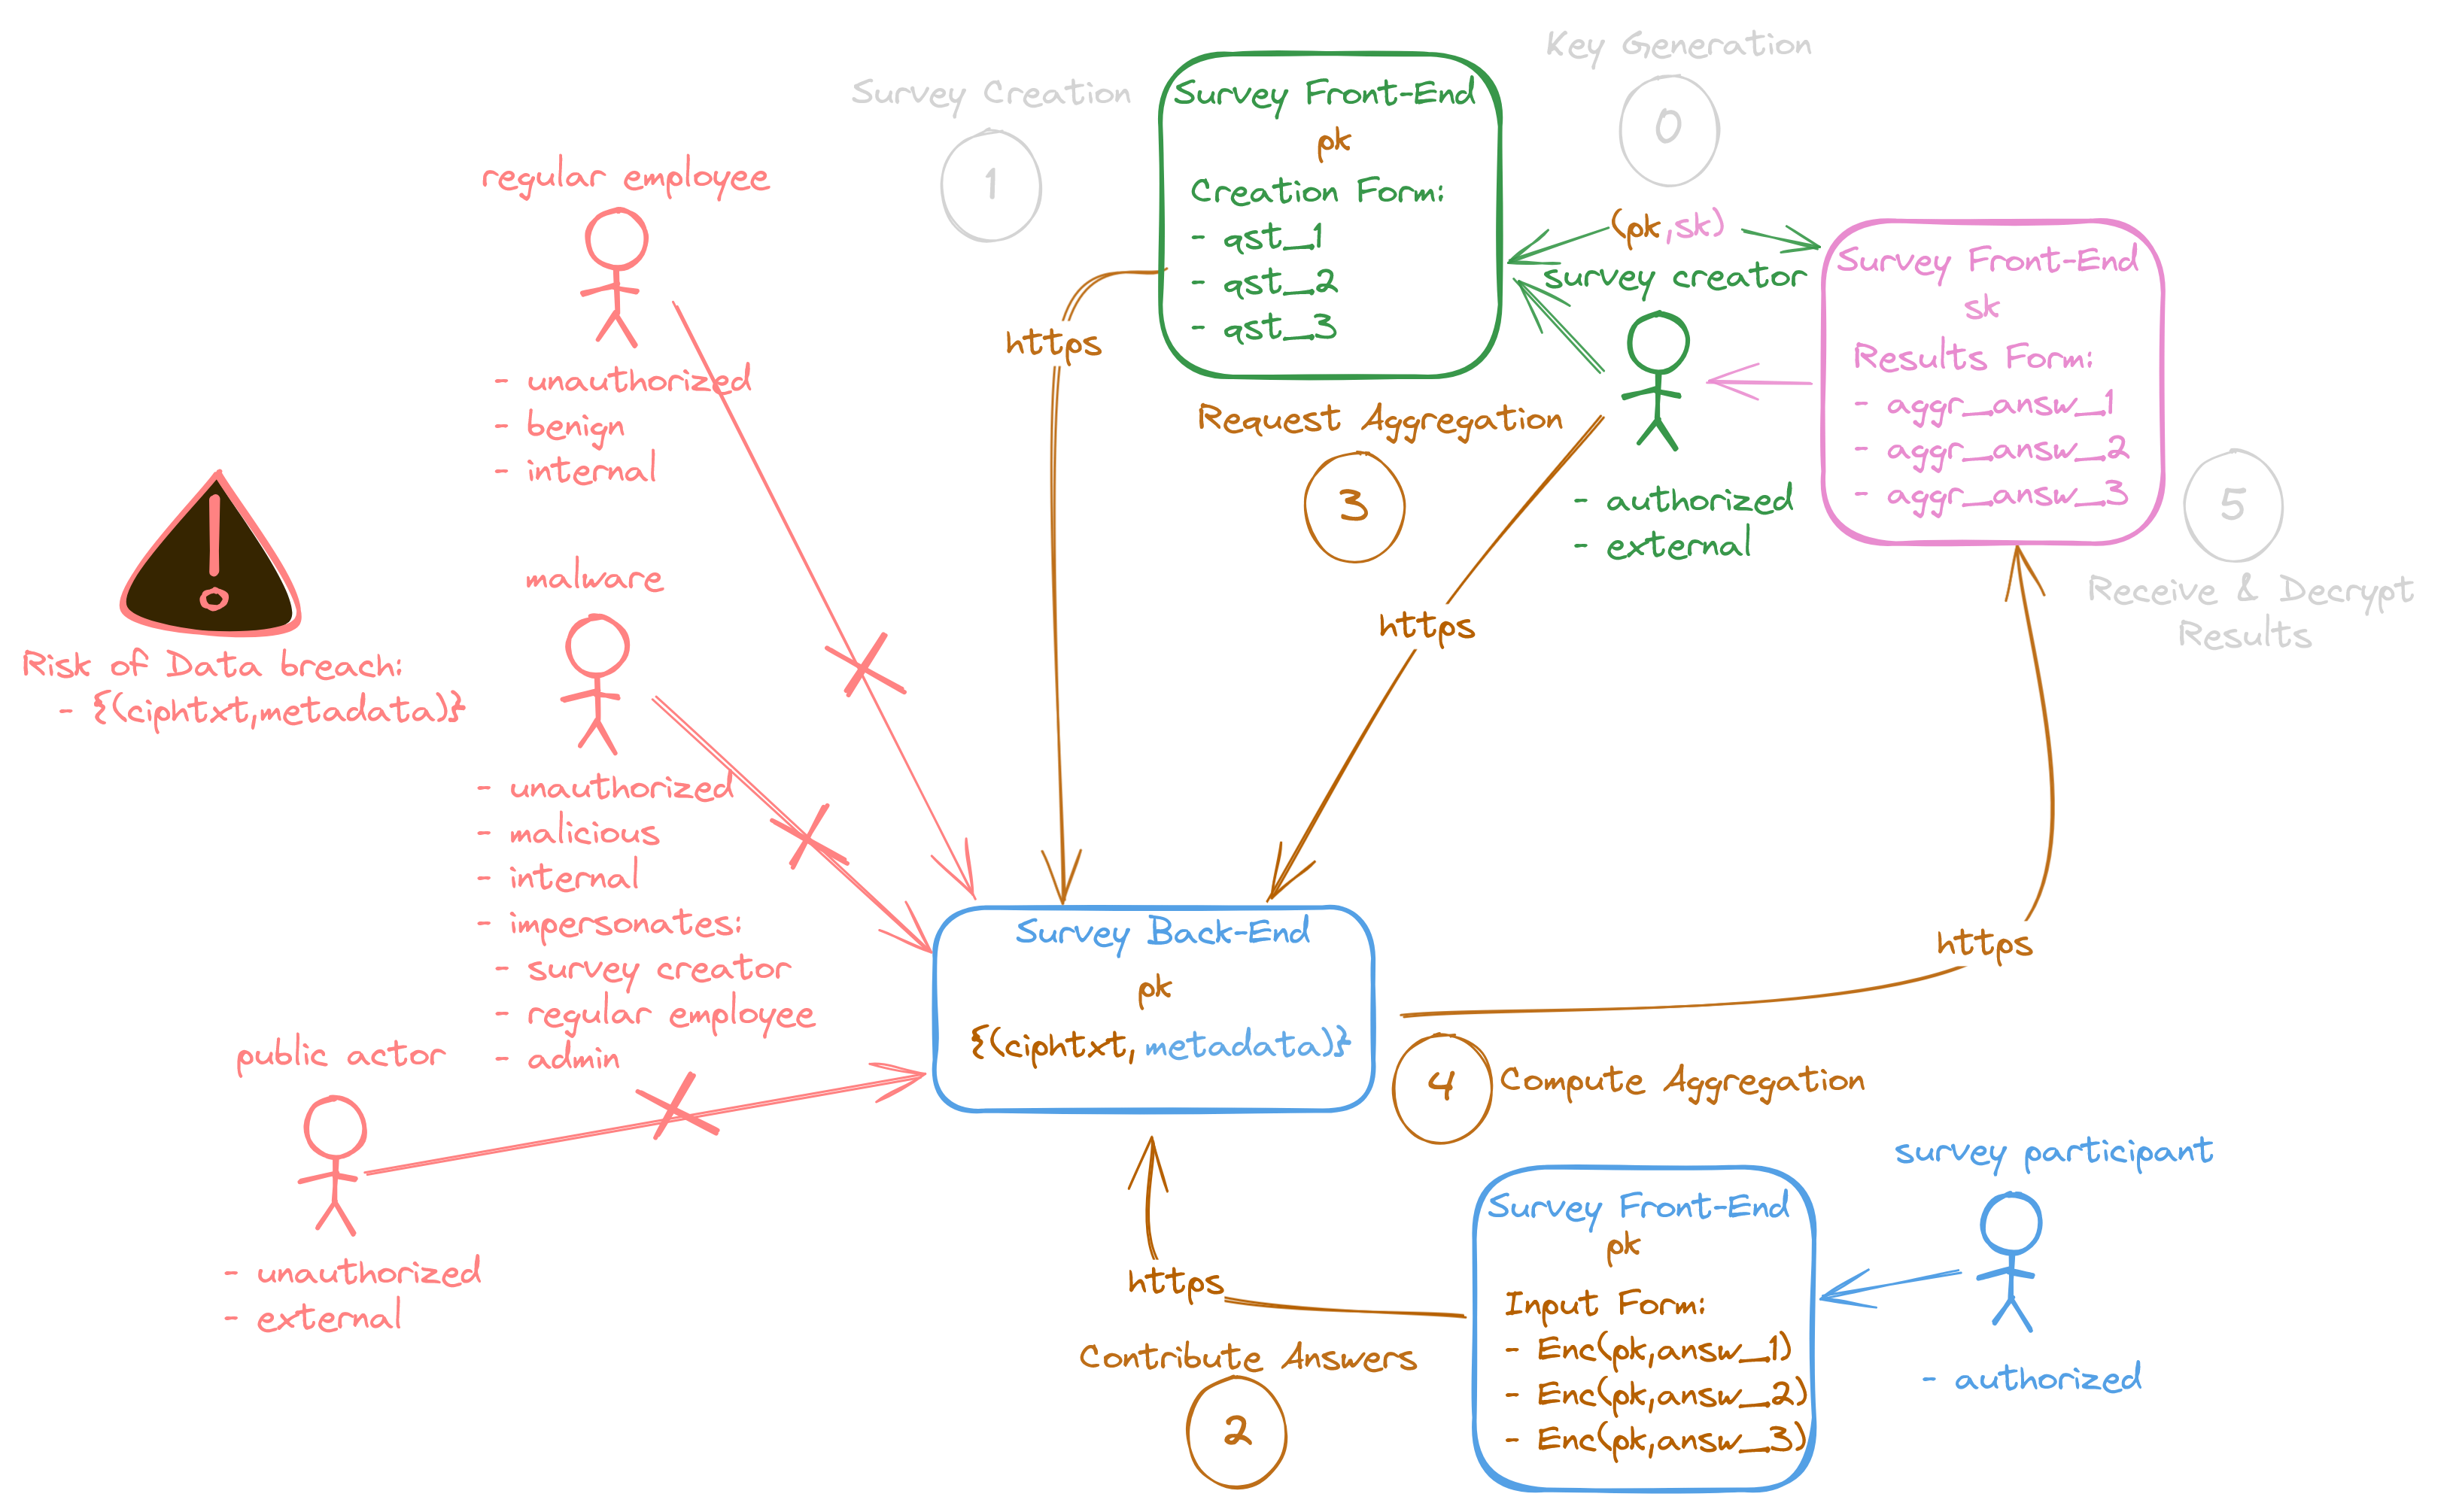 Key Generation
0
Survey Creation
1
Survey Front-End
pk
Creation Form:
- qst_1
- qst_2
- qst_3
(pk,sk)
survey creator
- authorized
- external
Survey Front-End
sk
Results Form:
- aggr_answ_1
- aggr_answ_2
- aggr_answ_3
5
Receive & Decrypt
Results
regular employee
- unauthorized
- benign
- internal
https
Request Aggregation
3
https
Risk of Data breach:
- {(ciphtxt,metadata)}
malware
- unauthorized
- malicious
- internal
- impersonates:
- survey creator
- regular employee
- admin
public actor
- unauthorized
- external
Survey Back-End
pk
{(ciphtxt, metadata)}
https
4
Compute Aggregation
survey participant
- authorized
Survey Front-End
pk
Input Form:
- Enc(pk,answ_1)
- Enc(pk,answ_2)
- Enc(pk,answ_3)
https
Contribute Answers
2